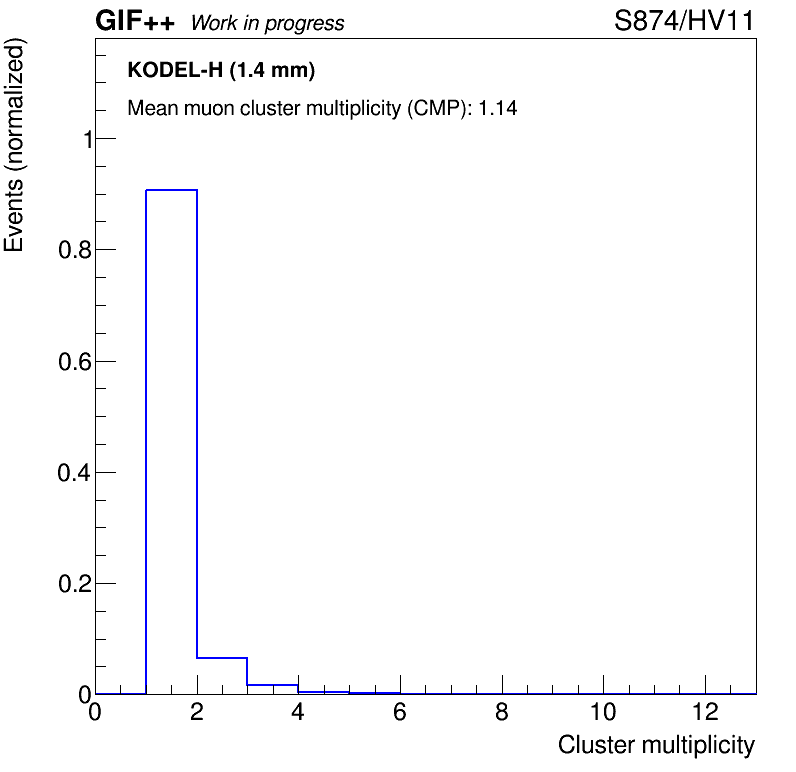 GIF++ Work in progress S874/HV11
KODEL-H (1.4 mm)
Mean muon cluster multiplicity (CMP): 1.14
Events (normalized)
1
0.8
0.6
0.4
0.2
0
0 2 4 6 8 10 12
Cluster multiplicity